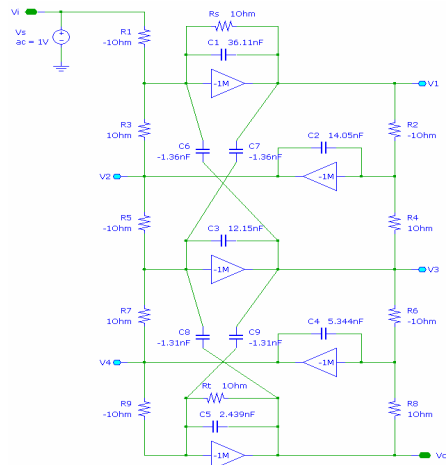 Vi
Vs
ac = 1V
R1
-1Ohm
Rs 1Ohm
C1 36.11nF
-1M
V1
R3
1Ohm
C6
-1.36nF
C7
-1.36nF
C2 14.05nF
R2
-1Ohm
V2
-1M
R5
-1Ohm
C3 12.15nF
R4
1Ohm
-1M
V3
R7
1Ohm
C8
-1.31nF
C9
-1.31nF
C4 5.344nF
R6
-1Ohm
V4
-1M
R9
-1Ohm
Rt 1Ohm
C5 2.439nF
R8
1Ohm
-1M